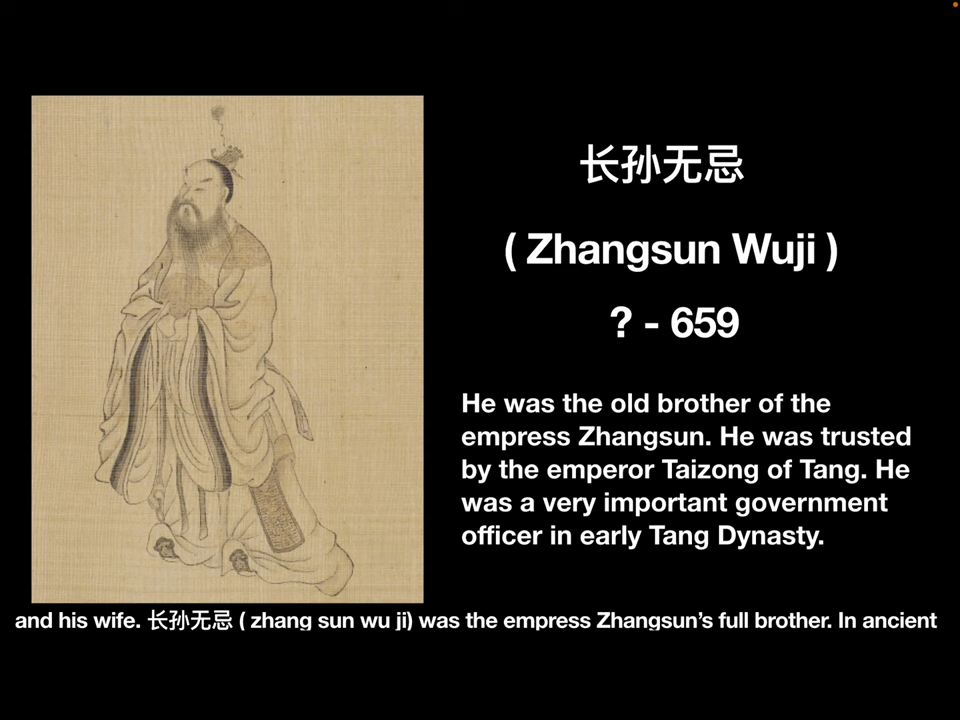 长孙无忌
( Zhangsun Wuji )
? - 659
He was the old brother of the
empress Zhangsun. He was trusted
by the emperor Taizong of Tang. He
was a very important government
officer in early Tang Dynasty.
and his wife. 长孙无忌 ( zhang sun wu ji) was the empress Zhangsun’s full brother. In ancient